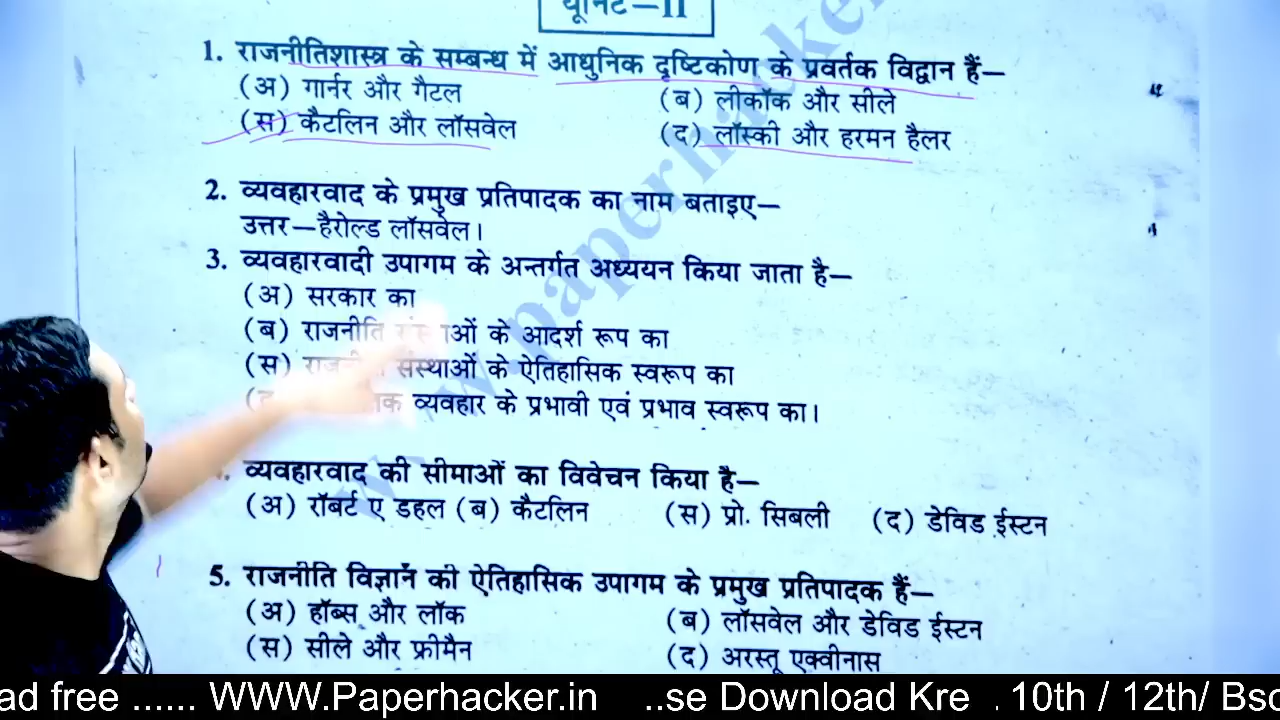 यूनिट—II
1. राजनीतिशास्त्र के सम्बन्ध में आधुनिक दृष्टिकोण के प्रवर्तक विद्वान हैं—
(अ) गार्नर और गैटल (ब) लीकॉक और सीले
(स) कैटलिन और लॉसवेल (द) लॉस्की और हरमन हैलर
2. व्यवहारवाद के प्रमुख प्रतिपादक का नाम बताइए—
उत्तर—हैरोल्ड लॉसवेल।
3. व्यवहारवादी उपागम के अन्तर्गत अध्ययन किया जाता है—
(अ) सरकार का
(ब) राजनीति संस्थाओं के आदर्श रूप का
(स) संस्थाओं के ऐतिहासिक स्वरूप का
व्यवहार के प्रभावी एवं प्रभाव स्वरूप का।
व्यवहारवाद की सीमाओं का विवेचन किया है—
(अ) रॉबर्ट ए डहल (ब) कैटलिन (स) प्रो. सिबली (द) डेविड ईस्टन
5. राजनीति विज्ञान की ऐतिहासिक उपागम के प्रमुख प्रतिपादक हैं—
(अ) हॉब्स और लॉक (ब) लॉसवेल और डेविड ईस्टन
(स) सीले और फ्रीमैन (द) अरस्तू एक्वीनास
www.paperhacker
ad free ...... WWW.Paperhacker.in ..se Download Kre . 10th / 12th/ Bsc